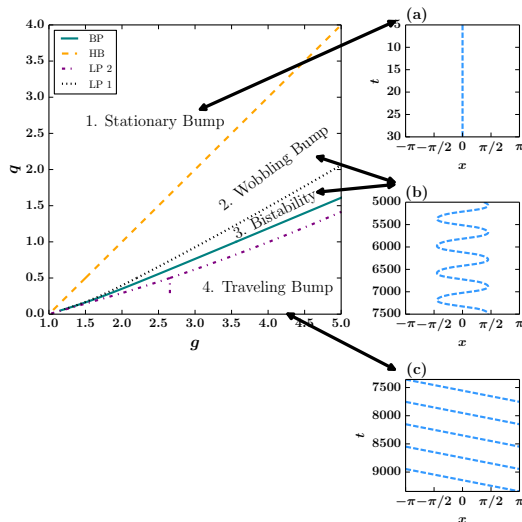 (a)
4.0
3.5
3.0
2.5
2.0
1.5
1.0
0.5
0.0
q
BP
HB
LP 2
LP 1
1. Stationary Bump
2. Wobbling Bump
3. Bistability
4. Traveling Bump
1.0 1.5 2.0 2.5 3.0 3.5 4.0 4.5 5.0
g
5
10
15
20
25
30
t
−π −π/2 0 π/2 π
x
(b)
5000
5500
6000
6500
7000
7500
t
−π −π/2 0 π/2 π
x
(c)
7500
8000
8500
9000
t
−π −π/2 0 π/2 π
x